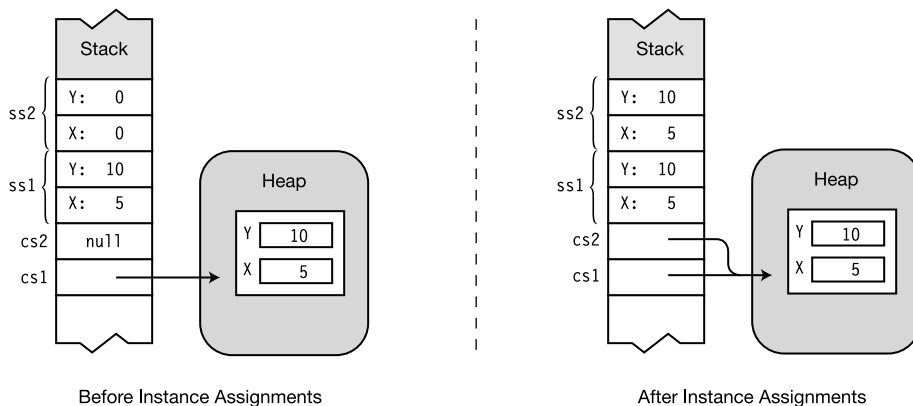 Stack
ss2
Y: 0
X: 0
ss1
Y: 10
X: 5
cs2
null
cs1
Heap
Y 10
X 5
Before Instance Assignments
Stack
ss2
Y: 10
X: 5
ss1
Y: 10
X: 5
cs2
cs1
Heap
Y 10
X 5
After Instance Assignments